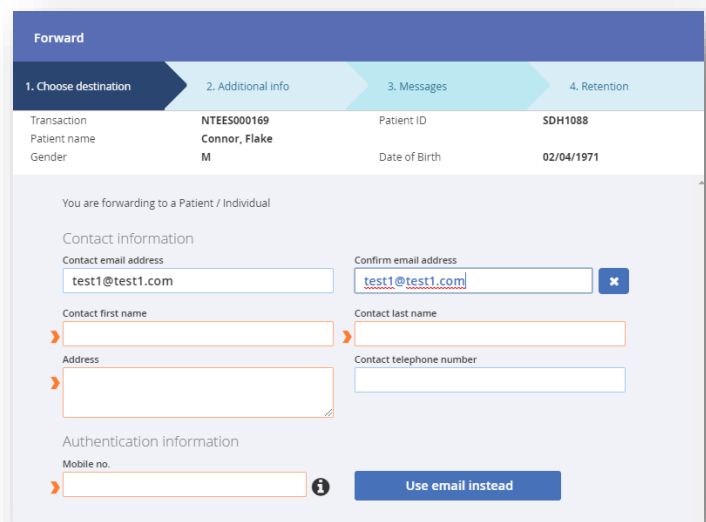 Forward
1. Choose destination 2. Additional info 3. Messages 4. Retention
Transaction NTEES000169 Patient ID SDH1088
Patient name Connor, Flake
Gender M Date of Birth 02/04/1971
You are forwarding to a Patient / Individual
Contact information
Contact email address Confirm email address
test1@test1.com test1@test1.com
Contact first name Contact last name
Address Contact telephone number
Authentication information
Mobile no.
Use email instead